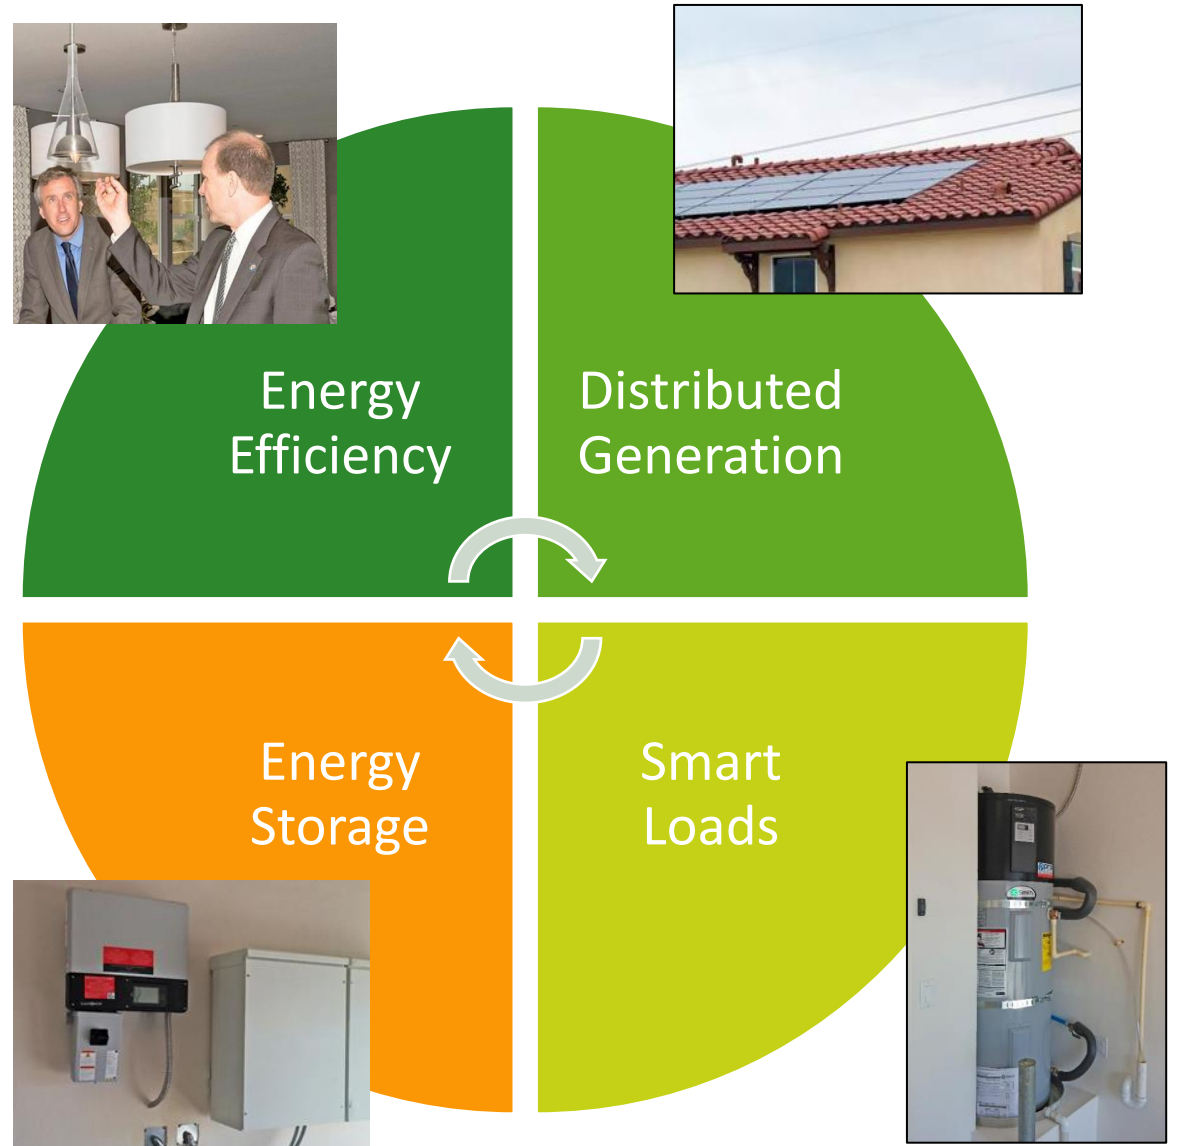 Energy
Efficiency
Distributed
Generation
Energy
Storage
Smart
Loads